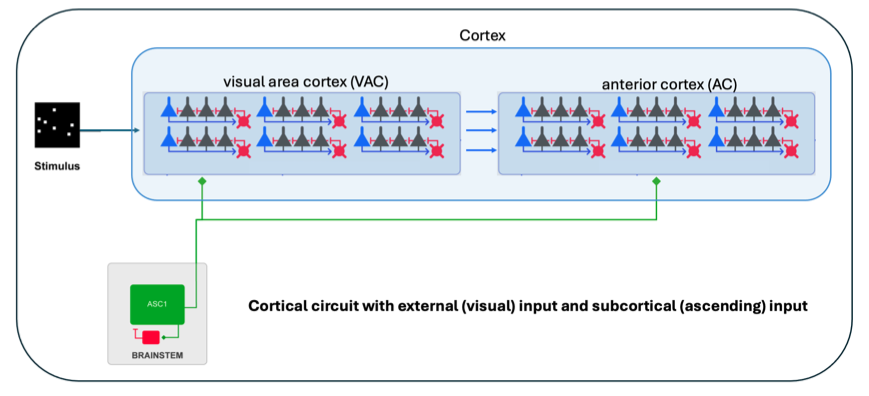 Cortex
visual area cortex (VAC)
anterior cortex (AC)
Stimulus
ASC1
BRAINSTEM
Cortical circuit with external (visual) input and subcortical (ascending) input